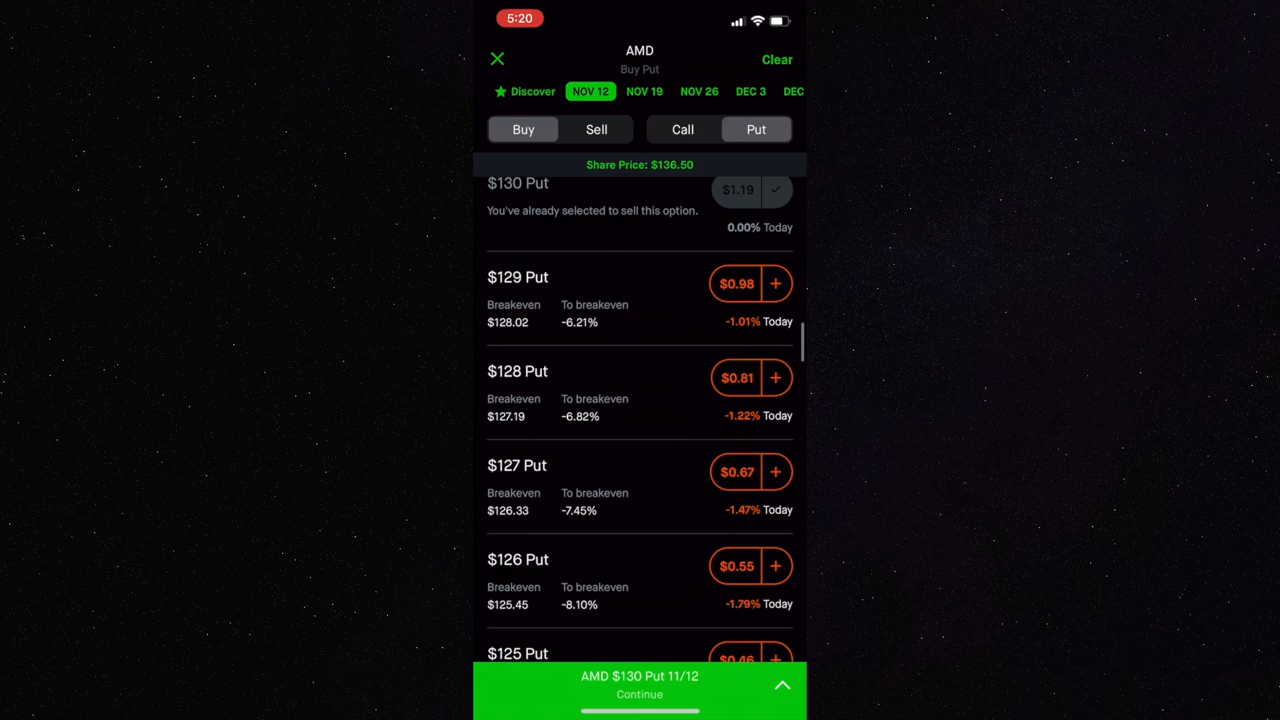 5:20
AMD
Buy Put
Clear
Discover NOV 12 NOV 19 NOV 26 DEC 3 DEC
Buy Sell Call Put
Share Price: $136.50
$130 Put $1.19
You've already selected to sell this option.
0.00% Today
$129 Put $0.98 +
Breakeven To breakeven
$128.02 -6.21% -1.01% Today
$128 Put $0.81 +
Breakeven To breakeven
$127.19 -6.82% -1.22% Today
$127 Put $0.67 +
Breakeven To breakeven
$126.33 -7.45% -1.47% Today
$126 Put $0.55 +
Breakeven To breakeven
$125.45 -8.10% -1.79% Today
$125 Put $0.46 +
AMD $130 Put 11/12
Continue